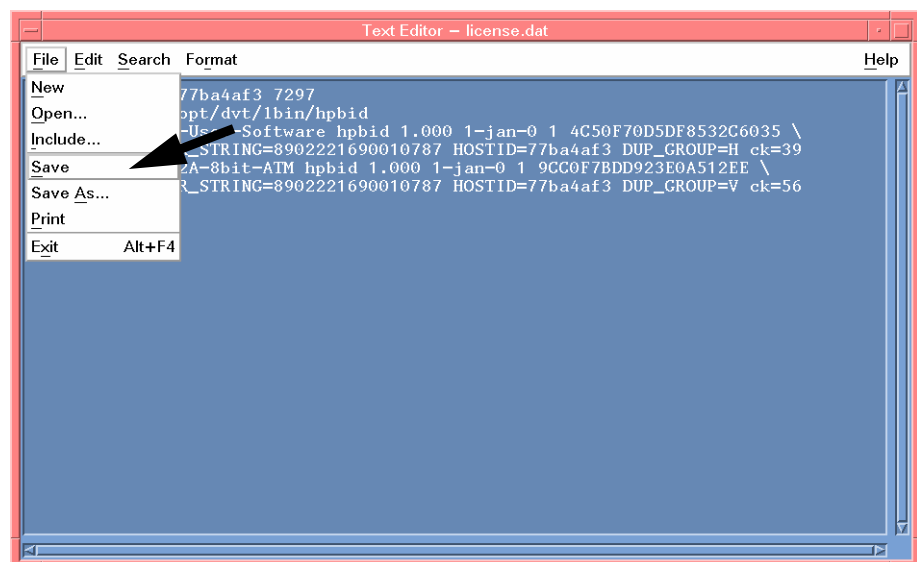 Text Editor – license.dat
File Edit Search Format Help
New
Open...
Include...
Save
Save As...
Print
Exit Alt+F4
77ba4af3 7297
opt/dvt/lbin/hpbid
-User-Software hpbid 1.000 1-jan-0 1 4C50F70D5DF8532C6035 \
R_STRING=8902221690010787 HOSTID=77ba4af3 DUP_GROUP=H ck=39
2A-8bit-ATM hpbid 1.000 1-jan-0 1 9CC0F7BDD923E0A512EE \
R_STRING=8902221690010787 HOSTID=77ba4af3 DUP_GROUP=V ck=56